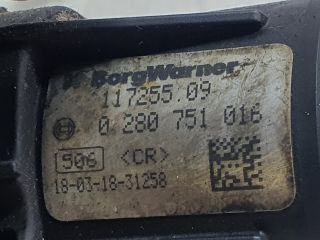 BorgWarner
117255.09
0 280 751 016
906 <CR>
18-03-18-31258